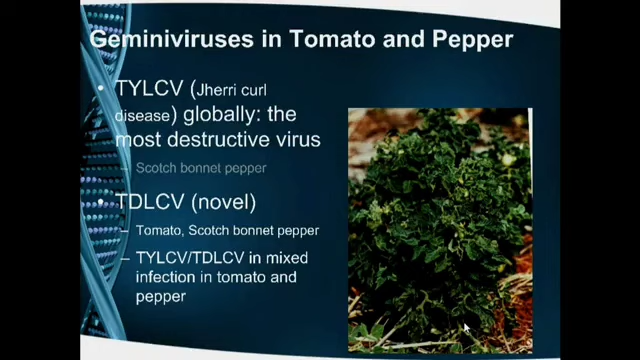 Geminiviruses in Tomato and Pepper
• TYLCV (Jherri curl
disease) globally: the
most destructive virus
– Scotch bonnet pepper
• TDLCV (novel)
– Tomato, Scotch bonnet pepper
– TYLCV/TDLCV in mixed
infection in tomato and
pepper